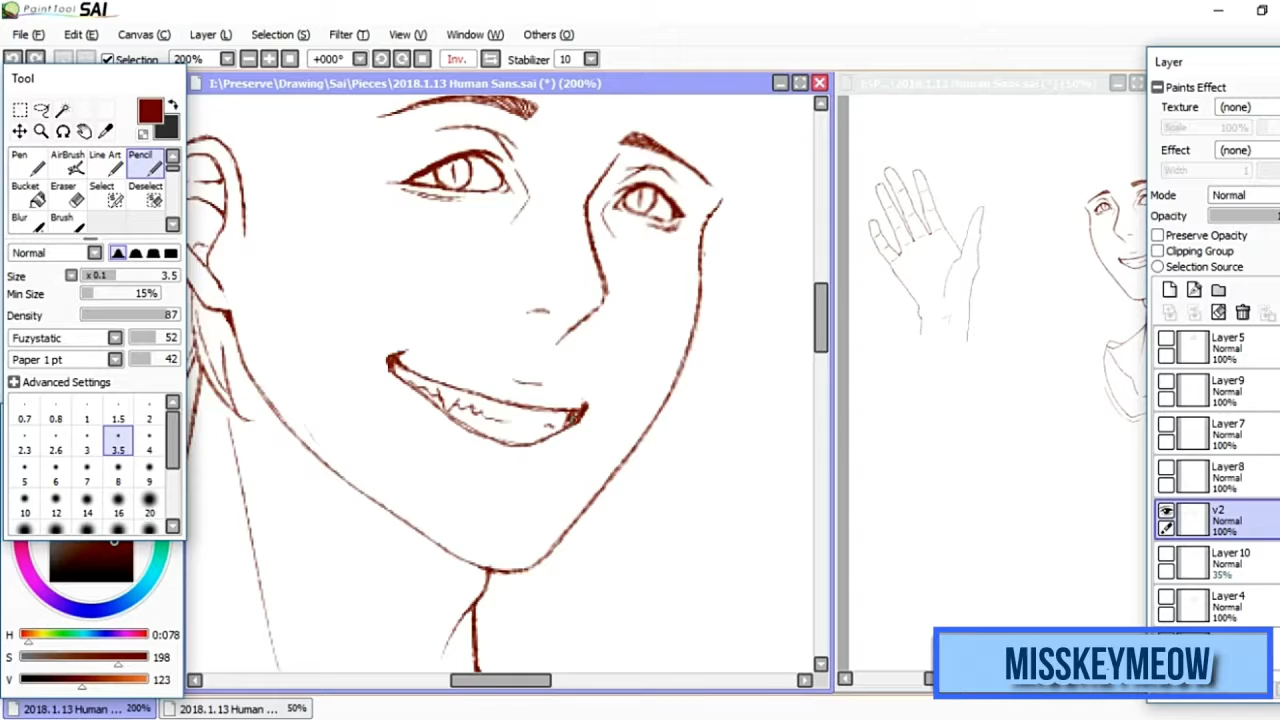 PaintTool SAI
File (F) Edit (E) Canvas (C) Layer (L) Selection (S) Filter (T) View (V) Window (W) Others (O)
Selection 200% +000° Inv. Stabilizer 10
Tool
I:\Preserve\Drawing\Sai\Pieces\2018.1.13 Human Sans.sai (*) (200%)
Layer
Paints Effect
Texture (none)
Scale 100%
Effect (none)
Width 1
Mode Normal
Opacity
Preserve Opacity
Clipping Group
Selection Source
Pen AirBrush Line Art Pencil
Bucket Eraser Select Deselect
Blur Brush
Normal
Size x 0.1 3.5
Min Size 15%
Density 87
Fuzystatic 52
Paper 1 pt 42
Advanced Settings
0.7 0.8 1 1.5 2
2.3 2.6 3 3.5 4
5 6 7 8 9
10 12 14 16 20
H 0:078
S 198
V 123
Layer5
Normal
100%
Layer9
Normal
100%
Layer7
Normal
100%
Layer8
Normal
100%
v2
Normal
100%
Layer10
Normal
35%
Layer4
Normal
100%
MISSKEYMEOW
2018.1.13 Human ... 200% 2018.1.13 Human ... 50%